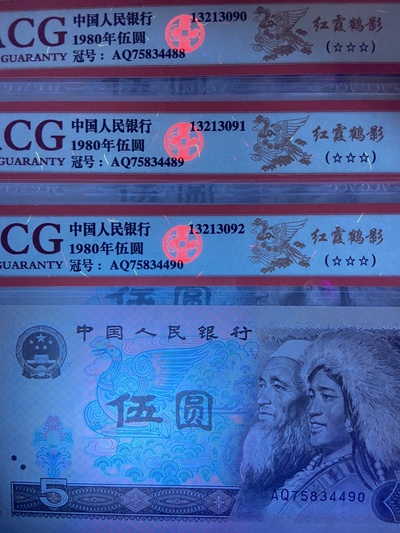 ACG
GUARANTY
中国人民银行
1980年伍圆
冠号：AQ75834488
13213090
红霞鹤影
(☆☆☆)
ACG
GUARANTY
中国人民银行
1980年伍圆
冠号：AQ75834489
13213091
红霞鹤影
(☆☆☆)
ACG
GUARANTY
中国人民银行
1980年伍圆
冠号：AQ75834490
13213092
红霞鹤影
(☆☆☆)
伍圆
中国人民银行
伍圆
5
AQ75834490